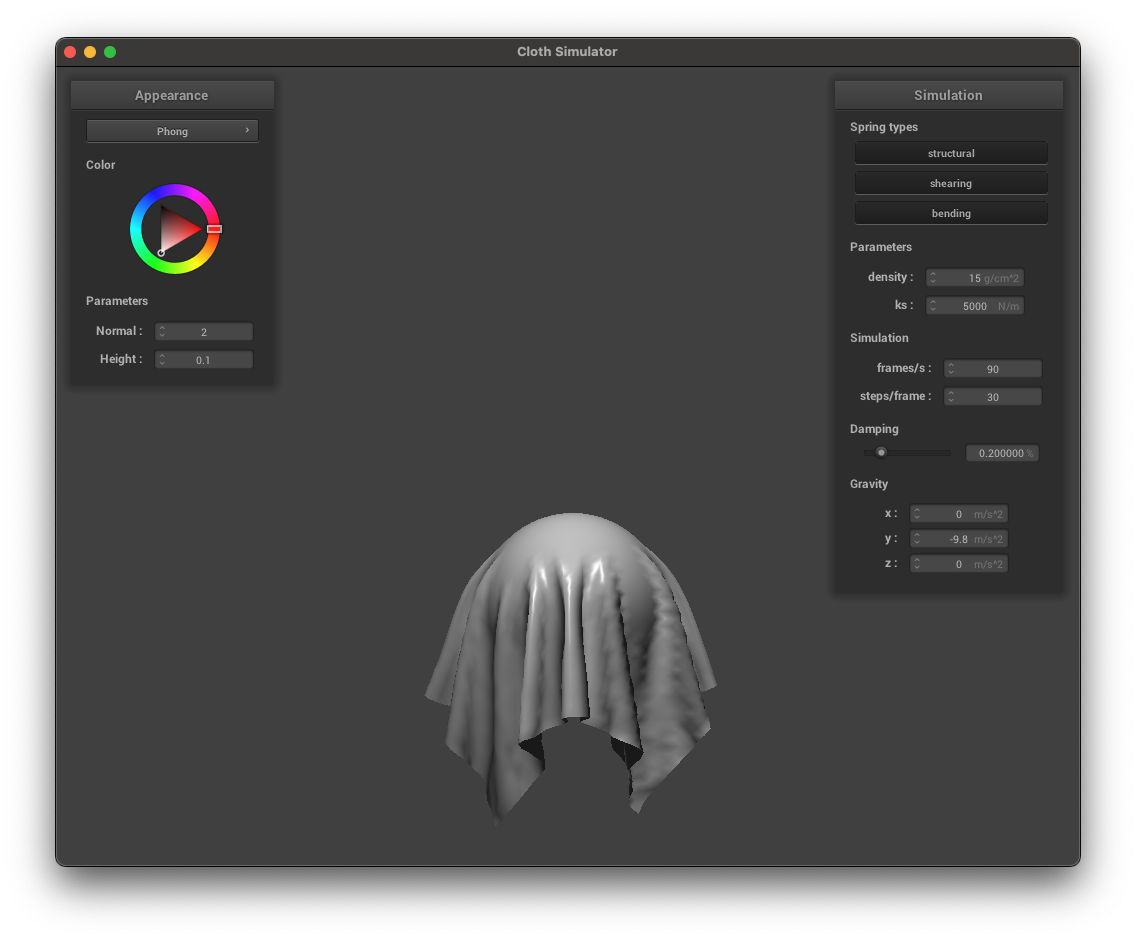 Cloth Simulator
Appearance
Phong ›
Color
Parameters
Normal : 2
Height : 0.1
Simulation
Spring types
structural
shearing
bending
Parameters
density : 15 g/cm^2
ks : 5000 N/m
Simulation
frames/s : 90
steps/frame : 30
Damping
0.200000 %
Gravity
x : 0 m/s^2
y : -9.8 m/s^2
z : 0 m/s^2